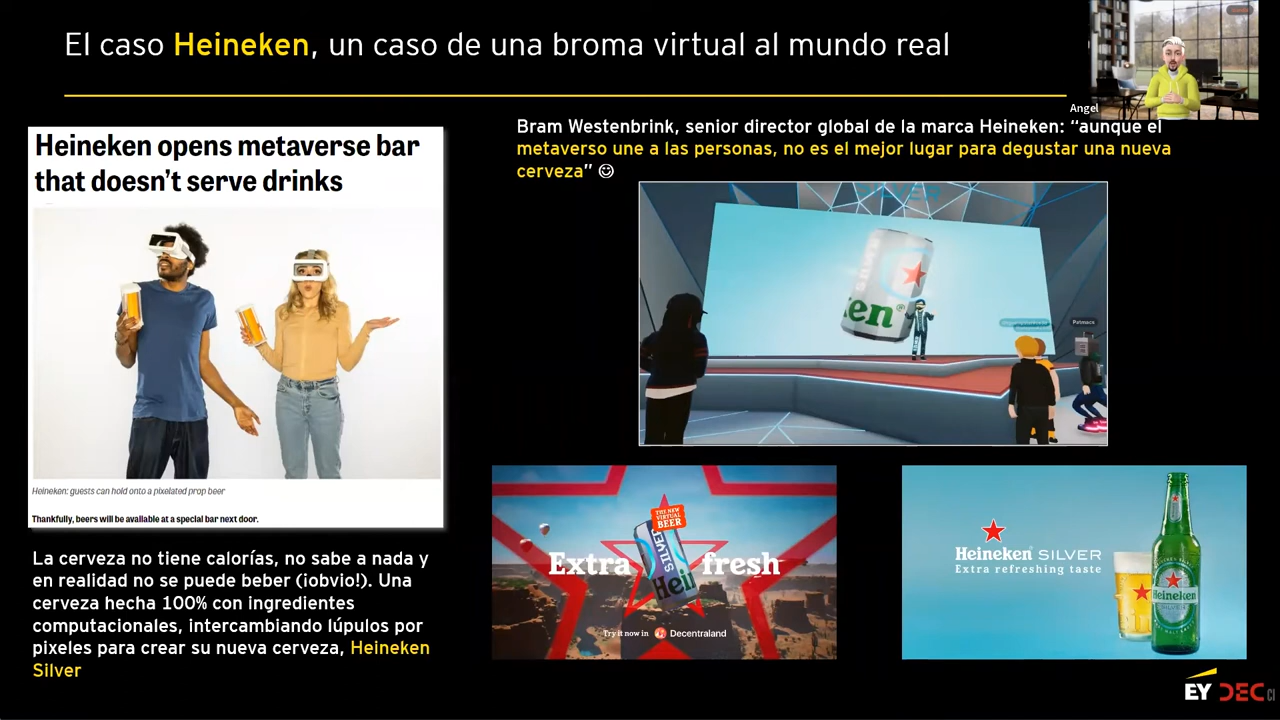 El caso Heineken, un caso de una broma virtual al mundo real
Angel
Heineken opens metaverse bar
that doesn't serve drinks
Heineken: guests can hold onto a pixelated prop beer
Thankfully, beers will be available at a special bar next door.
La cerveza no tiene calorías, no sabe a nada y
en realidad no se puede beber (¡obvio!). Una
cerveza hecha 100% con ingredientes
computacionales, intercambiando lúpulos por
pixeles para crear su nueva cerveza, Heineken
Silver
Bram Westenbrink, senior director global de la marca Heineken: “aunque el
metaverso une a las personas, no es el mejor lugar para degustar una nueva
cerveza” ☺
SILVER
ken
Patmaca
THE NEW
VIRTUAL
BEER
Extra fresh
SILVER
Hei
Try it now in Decentraland
Heineken SILVER
Extra refreshing taste
Heineken
EY DEC